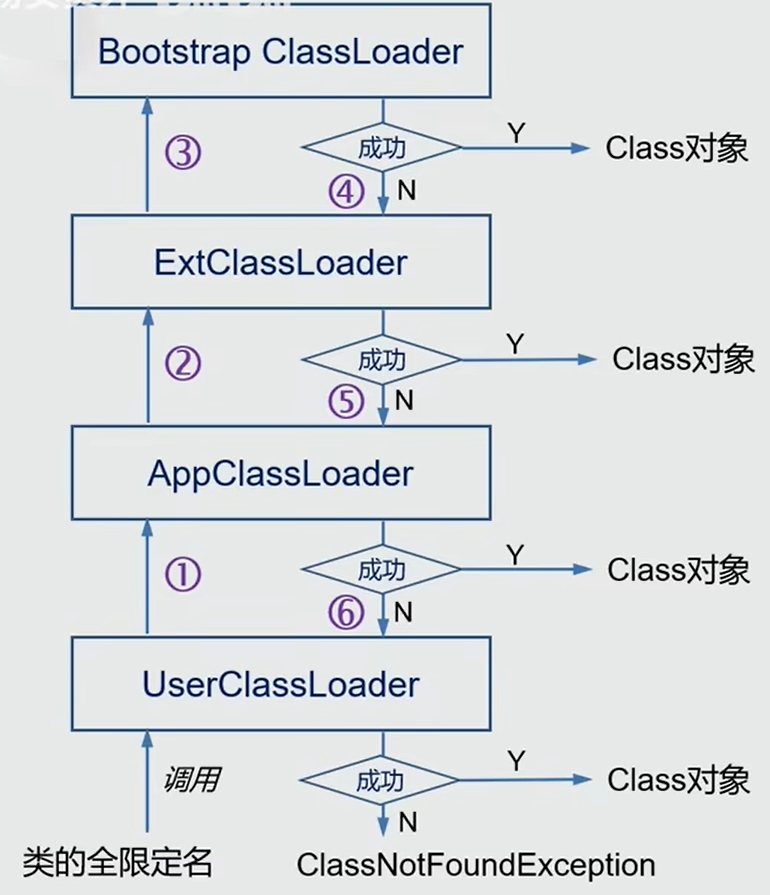 Bootstrap ClassLoader
成功
Y
Class对象
③
④
N
ExtClassLoader
成功
Y
Class对象
②
⑤
N
AppClassLoader
成功
Y
Class对象
①
⑥
N
UserClassLoader
调用
成功
Y
Class对象
N
类的全限定名
ClassNotFoundException